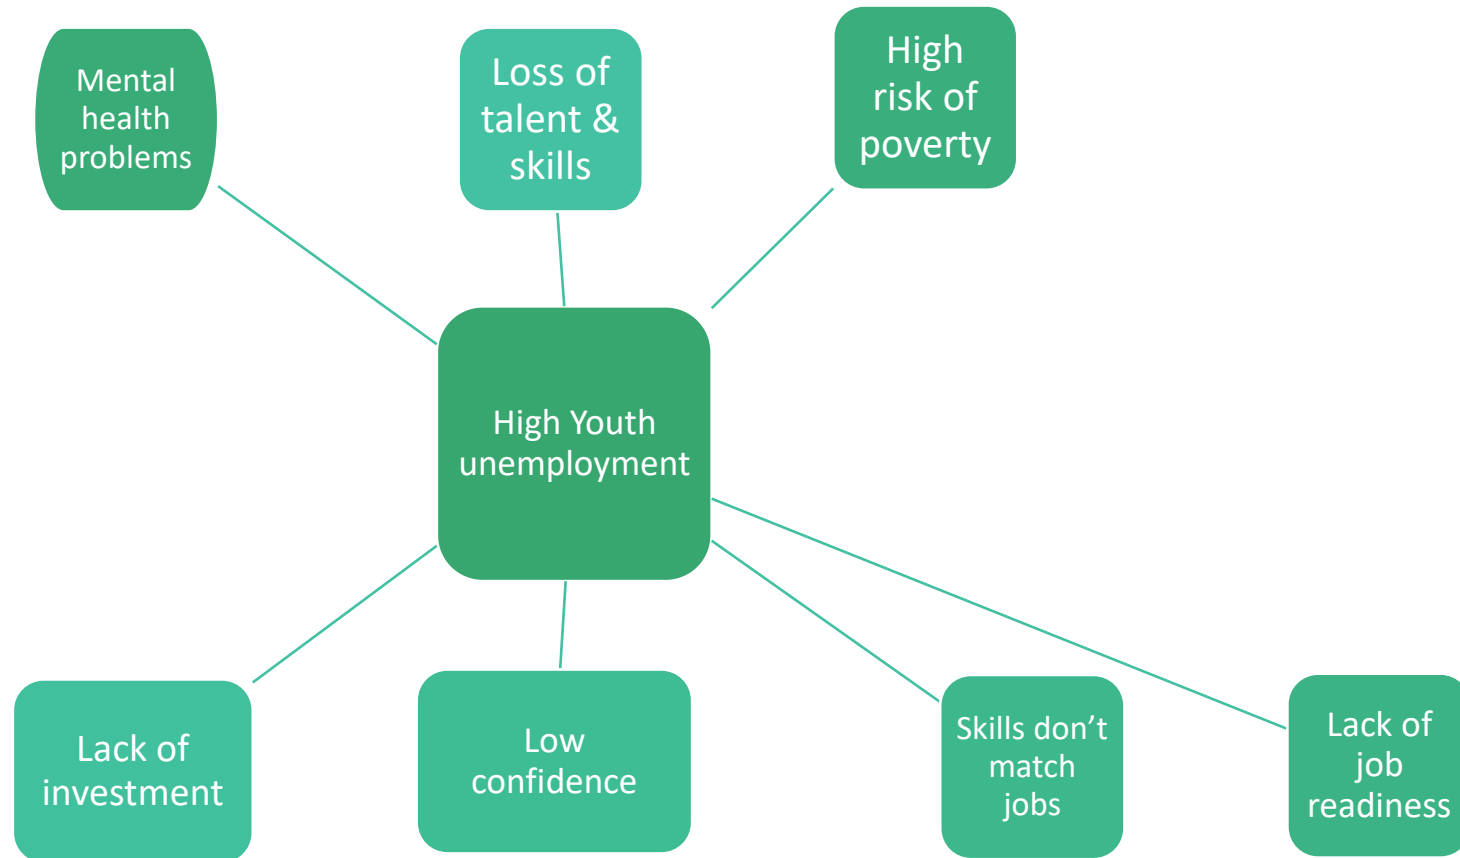 Mental
health
problems
Loss of
talent &
skills
High
risk of
poverty
High Youth
unemployment
Lack of
investment
Low
confidence
Skills don’t
match
jobs
Lack of
job
readiness